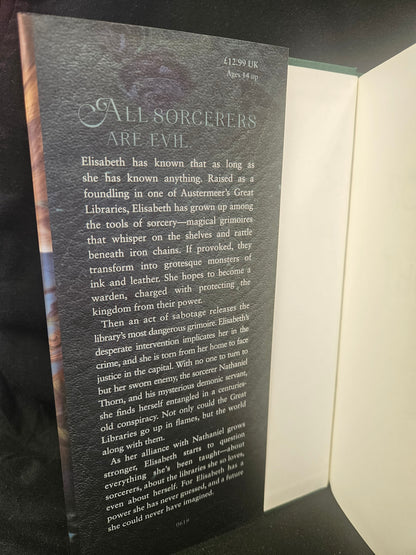 £12.99 UK
Ages 14 up
ALL SORCERERS
ARE EVIL
Elisabeth has known that as long as
she has known anything. Raised as a
foundling in one of Austermeer's Great
Libraries, Elisabeth has grown up among
the tools of sorcery—magical grimoires
that whisper on the shelves and rattle
beneath iron chains. If provoked, they
transform into grotesque monsters of
ink and leather. She hopes to become a
warden, charged with protecting the
kingdom from their power.
Then an act of sabotage releases the
library's most dangerous grimoire. Elisabeth's
desperate intervention implicates her in the
crime, and she is torn from her home to face
justice in the capital. With no one to turn to
but her sworn enemy, the sorcerer Nathaniel
Thorn, and his mysterious demonic servant,
she finds herself entangled in a centuries-
old conspiracy. Not only could the Great
Libraries go up in flames, but the world
along with them.
As her alliance with Nathaniel grows
stronger, Elisabeth starts to question
everything she's been taught—about
sorcerers, about the libraries she so loves,
even about herself. For Elisabeth has a
power she has never guessed, and a future
she could never have imagined.
0619